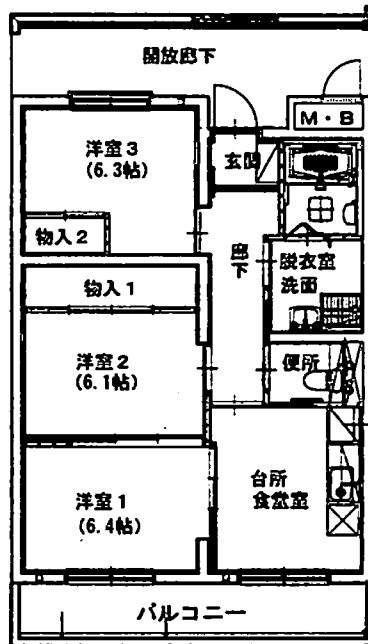 開放廊下
M・B
洋室3
(6.3帖)
玄関
物入2
廊下
脱衣室
洗面
物入1
洋室2
(6.1帖)
便所
洋室1
(6.4帖)
台所
食堂室
バルコニー